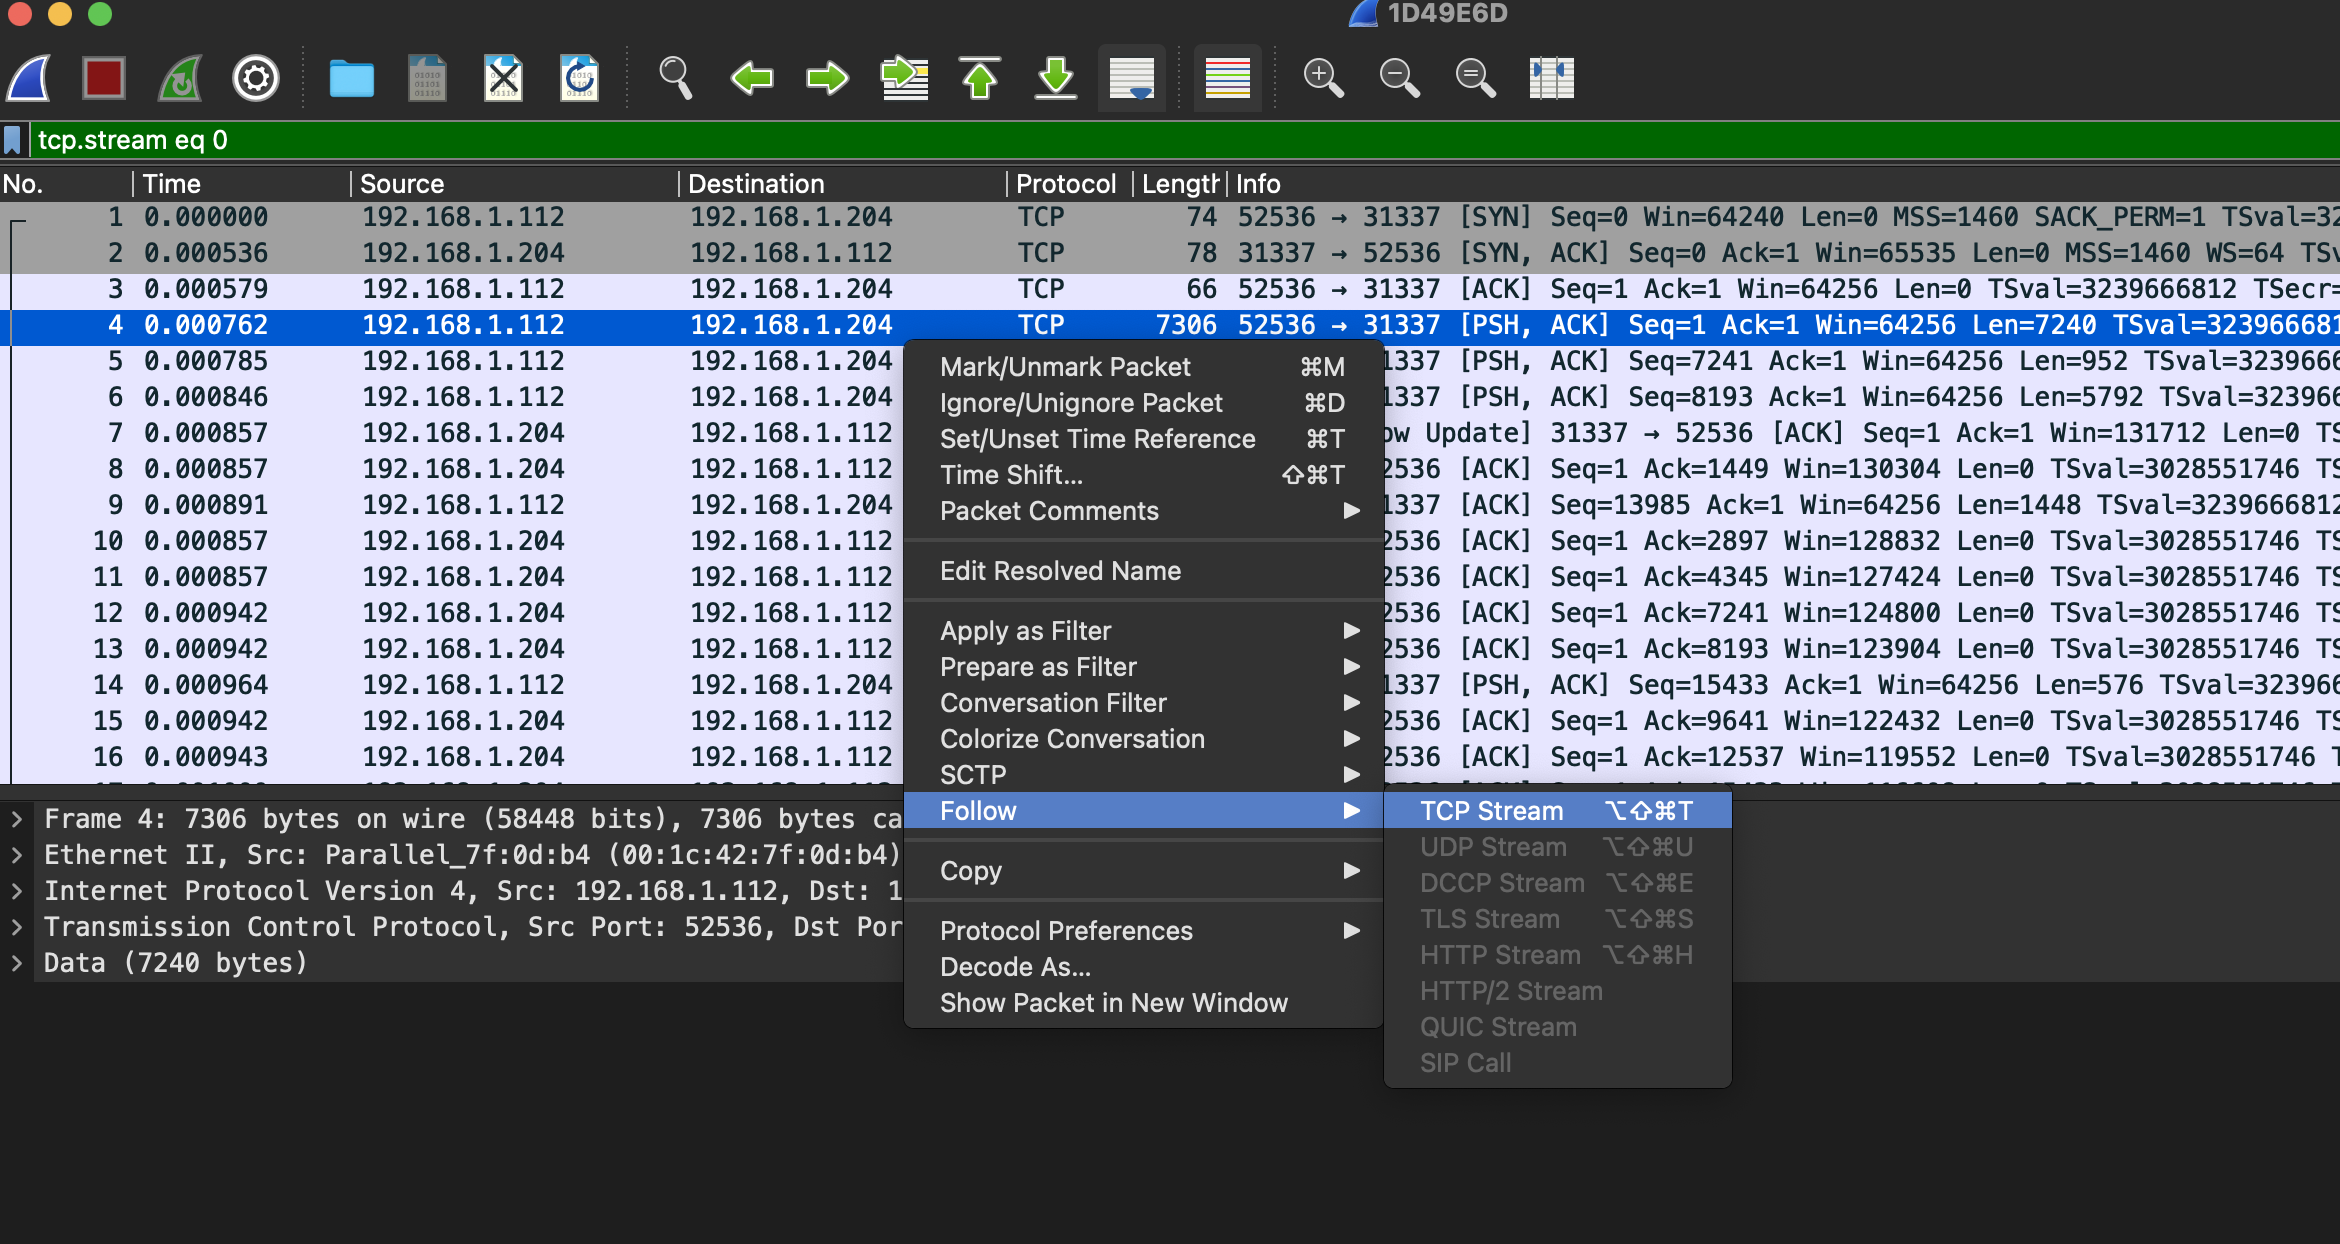 1D49E6D
tcp.stream eq 0
No. Time Source Destination Protocol Length Info
1 0.000000 192.168.1.112 192.168.1.204 TCP 74 52536 → 31337 [SYN] Seq=0 Win=64240 Len=0 MSS=1460 SACK_PERM=1 TSval=32
2 0.000536 192.168.1.204 192.168.1.112 TCP 78 31337 → 52536 [SYN, ACK] Seq=0 Ack=1 Win=65535 Len=0 MSS=1460 WS=64 TSv
3 0.000579 192.168.1.112 192.168.1.204 TCP 66 52536 → 31337 [ACK] Seq=1 Ack=1 Win=64256 Len=0 TSval=3239666812 TSecr=
4 0.000762 192.168.1.112 192.168.1.204 TCP 7306 52536 → 31337 [PSH, ACK] Seq=1 Ack=1 Win=64256 Len=7240 TSval=323966681
5 0.000785 192.168.1.112 192.168.1.204 1337 [PSH, ACK] Seq=7241 Ack=1 Win=64256 Len=952 TSval=3239666
6 0.000846 192.168.1.112 192.168.1.204 1337 [PSH, ACK] Seq=8193 Ack=1 Win=64256 Len=5792 TSval=323966
7 0.000857 192.168.1.204 192.168.1.112 ow Update] 31337 → 52536 [ACK] Seq=1 Ack=1 Win=131712 Len=0 TS
8 0.000857 192.168.1.204 192.168.1.112 2536 [ACK] Seq=1 Ack=1449 Win=130304 Len=0 TSval=3028551746 TS
9 0.000891 192.168.1.112 192.168.1.204 1337 [ACK] Seq=13985 Ack=1 Win=64256 Len=1448 TSval=3239666812
10 0.000857 192.168.1.204 192.168.1.112 2536 [ACK] Seq=1 Ack=2897 Win=128832 Len=0 TSval=3028551746 TS
11 0.000857 192.168.1.204 192.168.1.112 2536 [ACK] Seq=1 Ack=4345 Win=127424 Len=0 TSval=3028551746 TS
12 0.000942 192.168.1.204 192.168.1.112 2536 [ACK] Seq=1 Ack=7241 Win=124800 Len=0 TSval=3028551746 TS
13 0.000942 192.168.1.204 192.168.1.112 2536 [ACK] Seq=1 Ack=8193 Win=123904 Len=0 TSval=3028551746 TS
14 0.000964 192.168.1.112 192.168.1.204 1337 [PSH, ACK] Seq=15433 Ack=1 Win=64256 Len=576 TSval=323966
15 0.000942 192.168.1.204 192.168.1.112 2536 [ACK] Seq=1 Ack=9641 Win=122432 Len=0 TSval=3028551746 TS
16 0.000943 192.168.1.204 192.168.1.112 2536 [ACK] Seq=1 Ack=12537 Win=119552 Len=0 TSval=3028551746 T
Frame 4: 7306 bytes on wire (58448 bits), 7306 bytes ca
Ethernet II, Src: Parallel_7f:0d:b4 (00:1c:42:7f:0d:b4)
Internet Protocol Version 4, Src: 192.168.1.112, Dst: 1
Transmission Control Protocol, Src Port: 52536, Dst Por
Data (7240 bytes)
Mark/Unmark Packet ⌘M
Ignore/Unignore Packet ⌘D
Set/Unset Time Reference ⌘T
Time Shift... ⇧⌘T
Packet Comments
Edit Resolved Name
Apply as Filter
Prepare as Filter
Conversation Filter
Colorize Conversation
SCTP
Follow
Copy
Protocol Preferences
Decode As...
Show Packet in New Window
TCP Stream ⌥⇧⌘T
UDP Stream ⌥⇧⌘U
DCCP Stream ⌥⇧⌘E
TLS Stream ⌥⇧⌘S
HTTP Stream ⌥⇧⌘H
HTTP/2 Stream
QUIC Stream
SIP Call